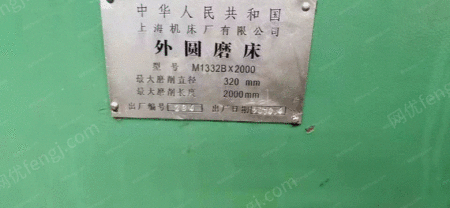 中华人民共和国
上海机床厂有限公司
外圆磨床
型号 M1332B×2000
最大磨削直径 320 mm
最大磨削长度 2000mm
出厂编号 出厂日期